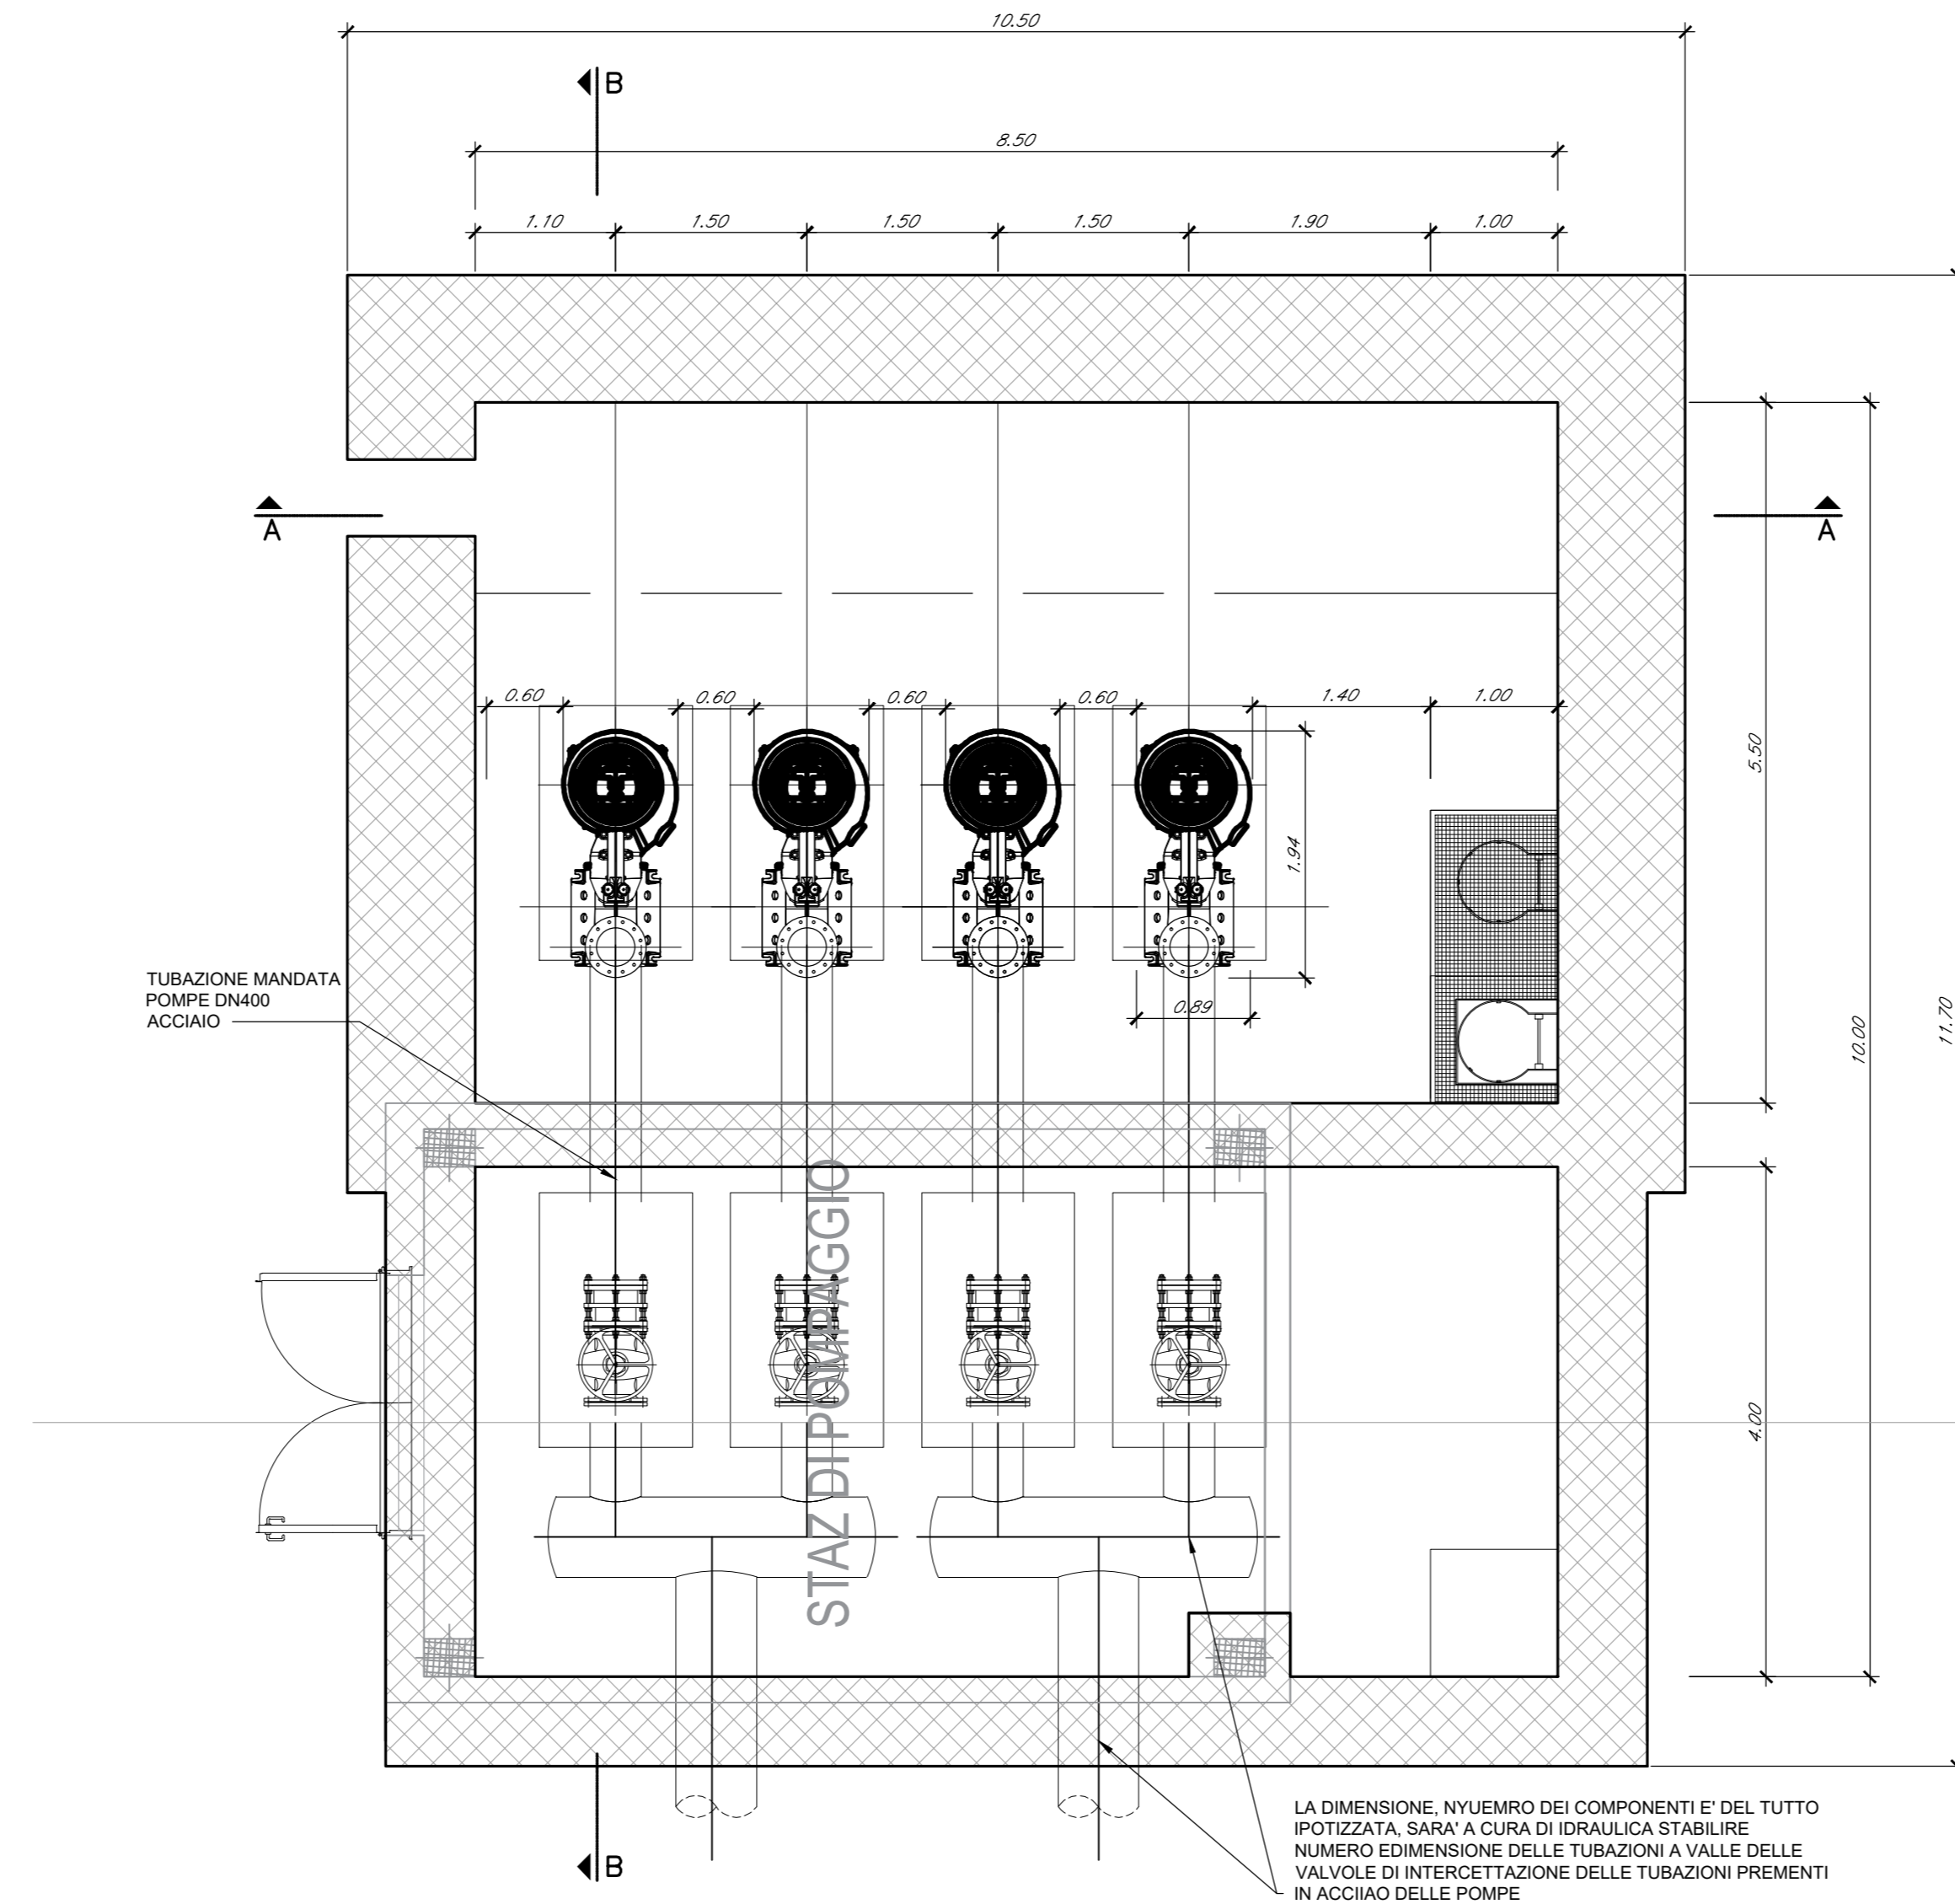 10.50
B
8.50
1.10
1.50
1.50
1.50
1.90
1.00
A
A
0.60
0.60
0.60
0.60
1.40
1.00
5.50
1.94
0.89
10.00
11.70
TUBAZIONE MANDATA
POMPE DN400
ACCIAIO
STAZ DI POMPAGGIO
4.00
B
LA DIMENSIONE, NYUEMRO DEI COMPONENTI E' DEL TUTTO
IPOTIZZATA, SARA' A CURA DI IDRAULICA STABILIRE
NUMERO EDIMENSIONE DELLE TUBAZIONI A VALLE DELLE
VALVOLE DI INTERCETTAZIONE DELLE TUBAZIONI PREMENTI
IN ACCIIAO DELLE POMPE